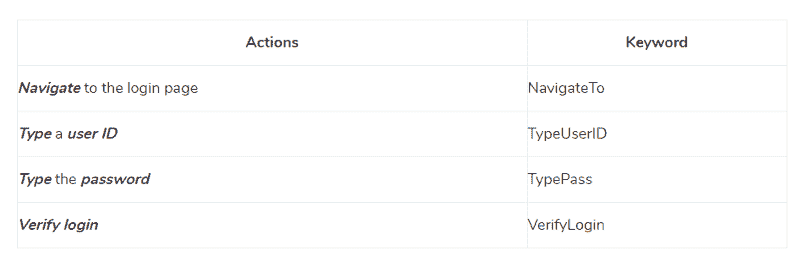 Actions Keyword
Navigate to the login page NavigateTo
Type a user ID TypeUserID
Type the password TypePass
Verify login VerifyLogin